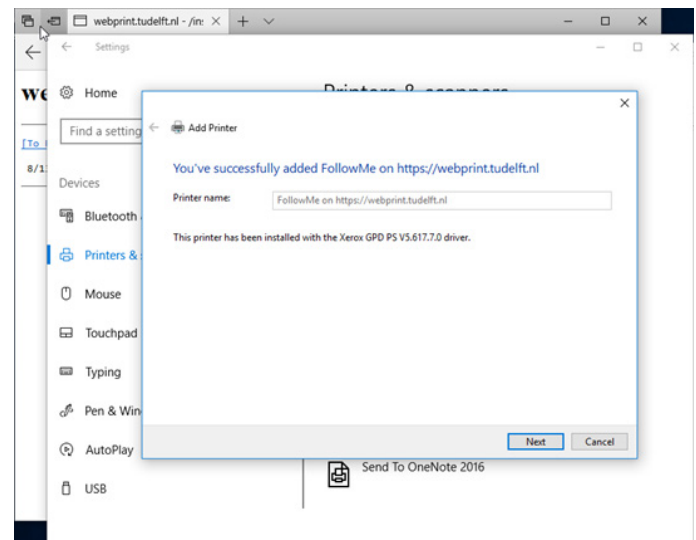 webprint.tudelft.nl - /in:
Settings
we
Home
Printers & scanners
Find a setting
Add Printer
[To
8/1
You've successfully added FollowMe on https://webprint.tudelft.nl
Devices
Printer name:
FollowMe on https://webprint.tudelft.nl
Bluetooth
This printer has been installed with the Xerox GPD PS V5.617.7.0 driver.
Printers &
Mouse
Touchpad
Typing
Pen & Win
Next
Cancel
AutoPlay
Send To OneNote 2016
USB